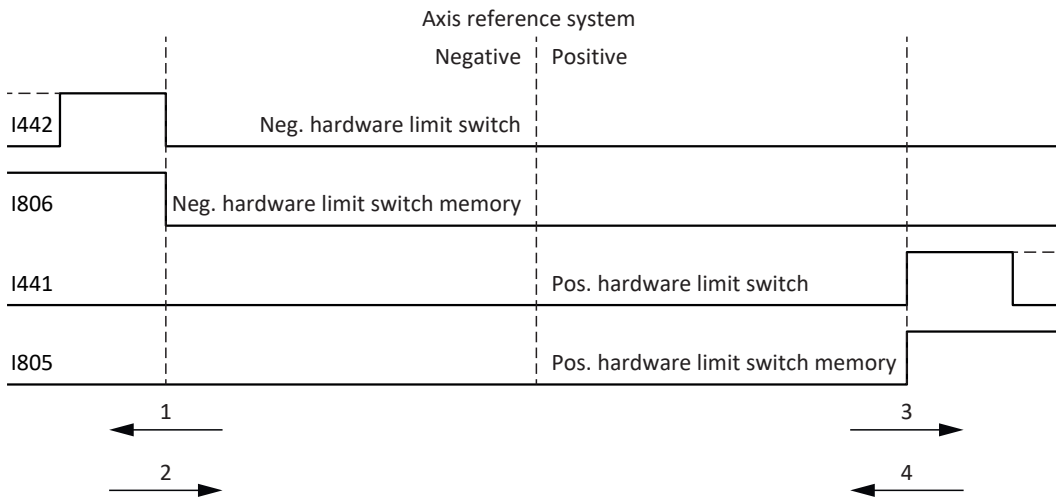 Axis reference system
Negative Positive
I442 Neg. hardware limit switch
I806 Neg. hardware limit switch memory
I441 Pos. hardware limit switch
I805 Pos. hardware limit switch memory
1 3
2 4